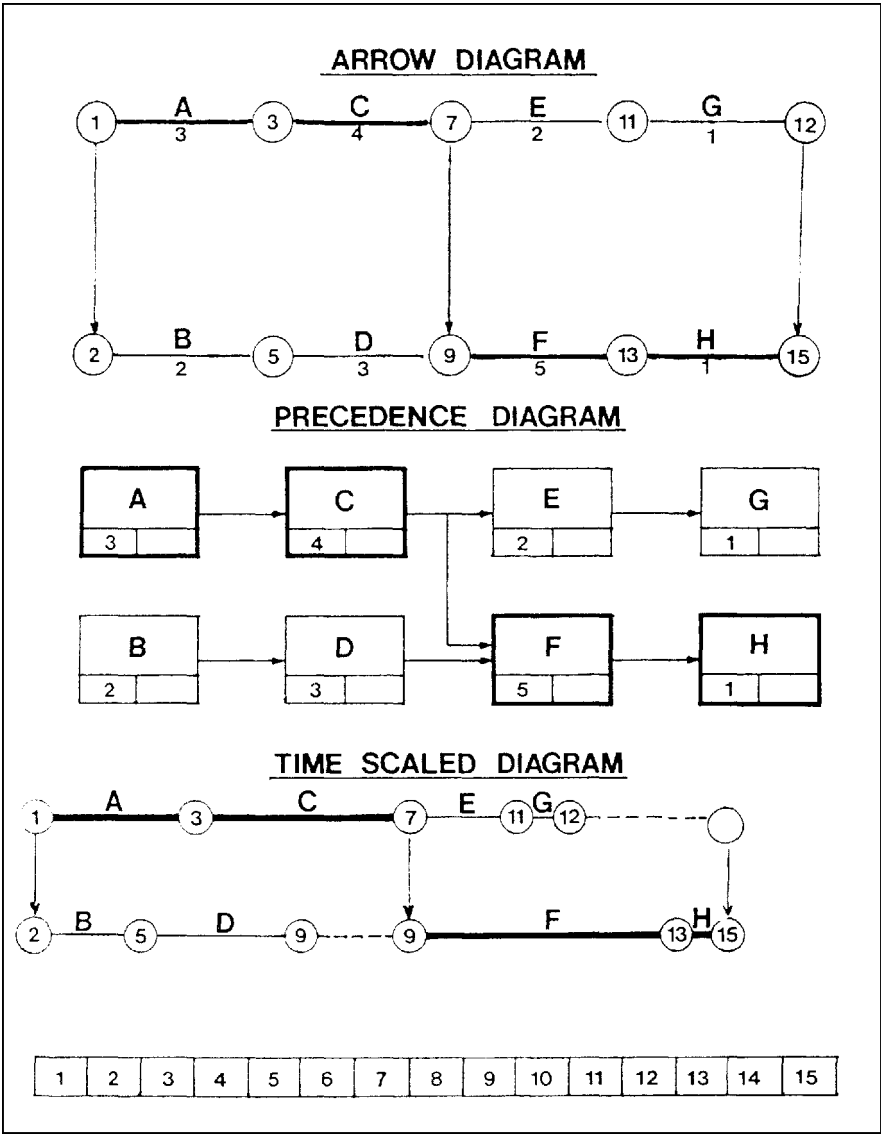 ARROW DIAGRAM
A C E G
1 3 7 11 12
3 4 2 1
B D F H
2 5 9 13 15
2 3 5 1
PRECEDENCE DIAGRAM
A C E G
3 4 2 1
B D F H
2 3 5 1
TIME SCALED DIAGRAM
A C E G
1 3 7 11 12
B D F H
2 5 9 9 13 15
1 2 3 4 5 6 7 8 9 10 11 12 13 14 15